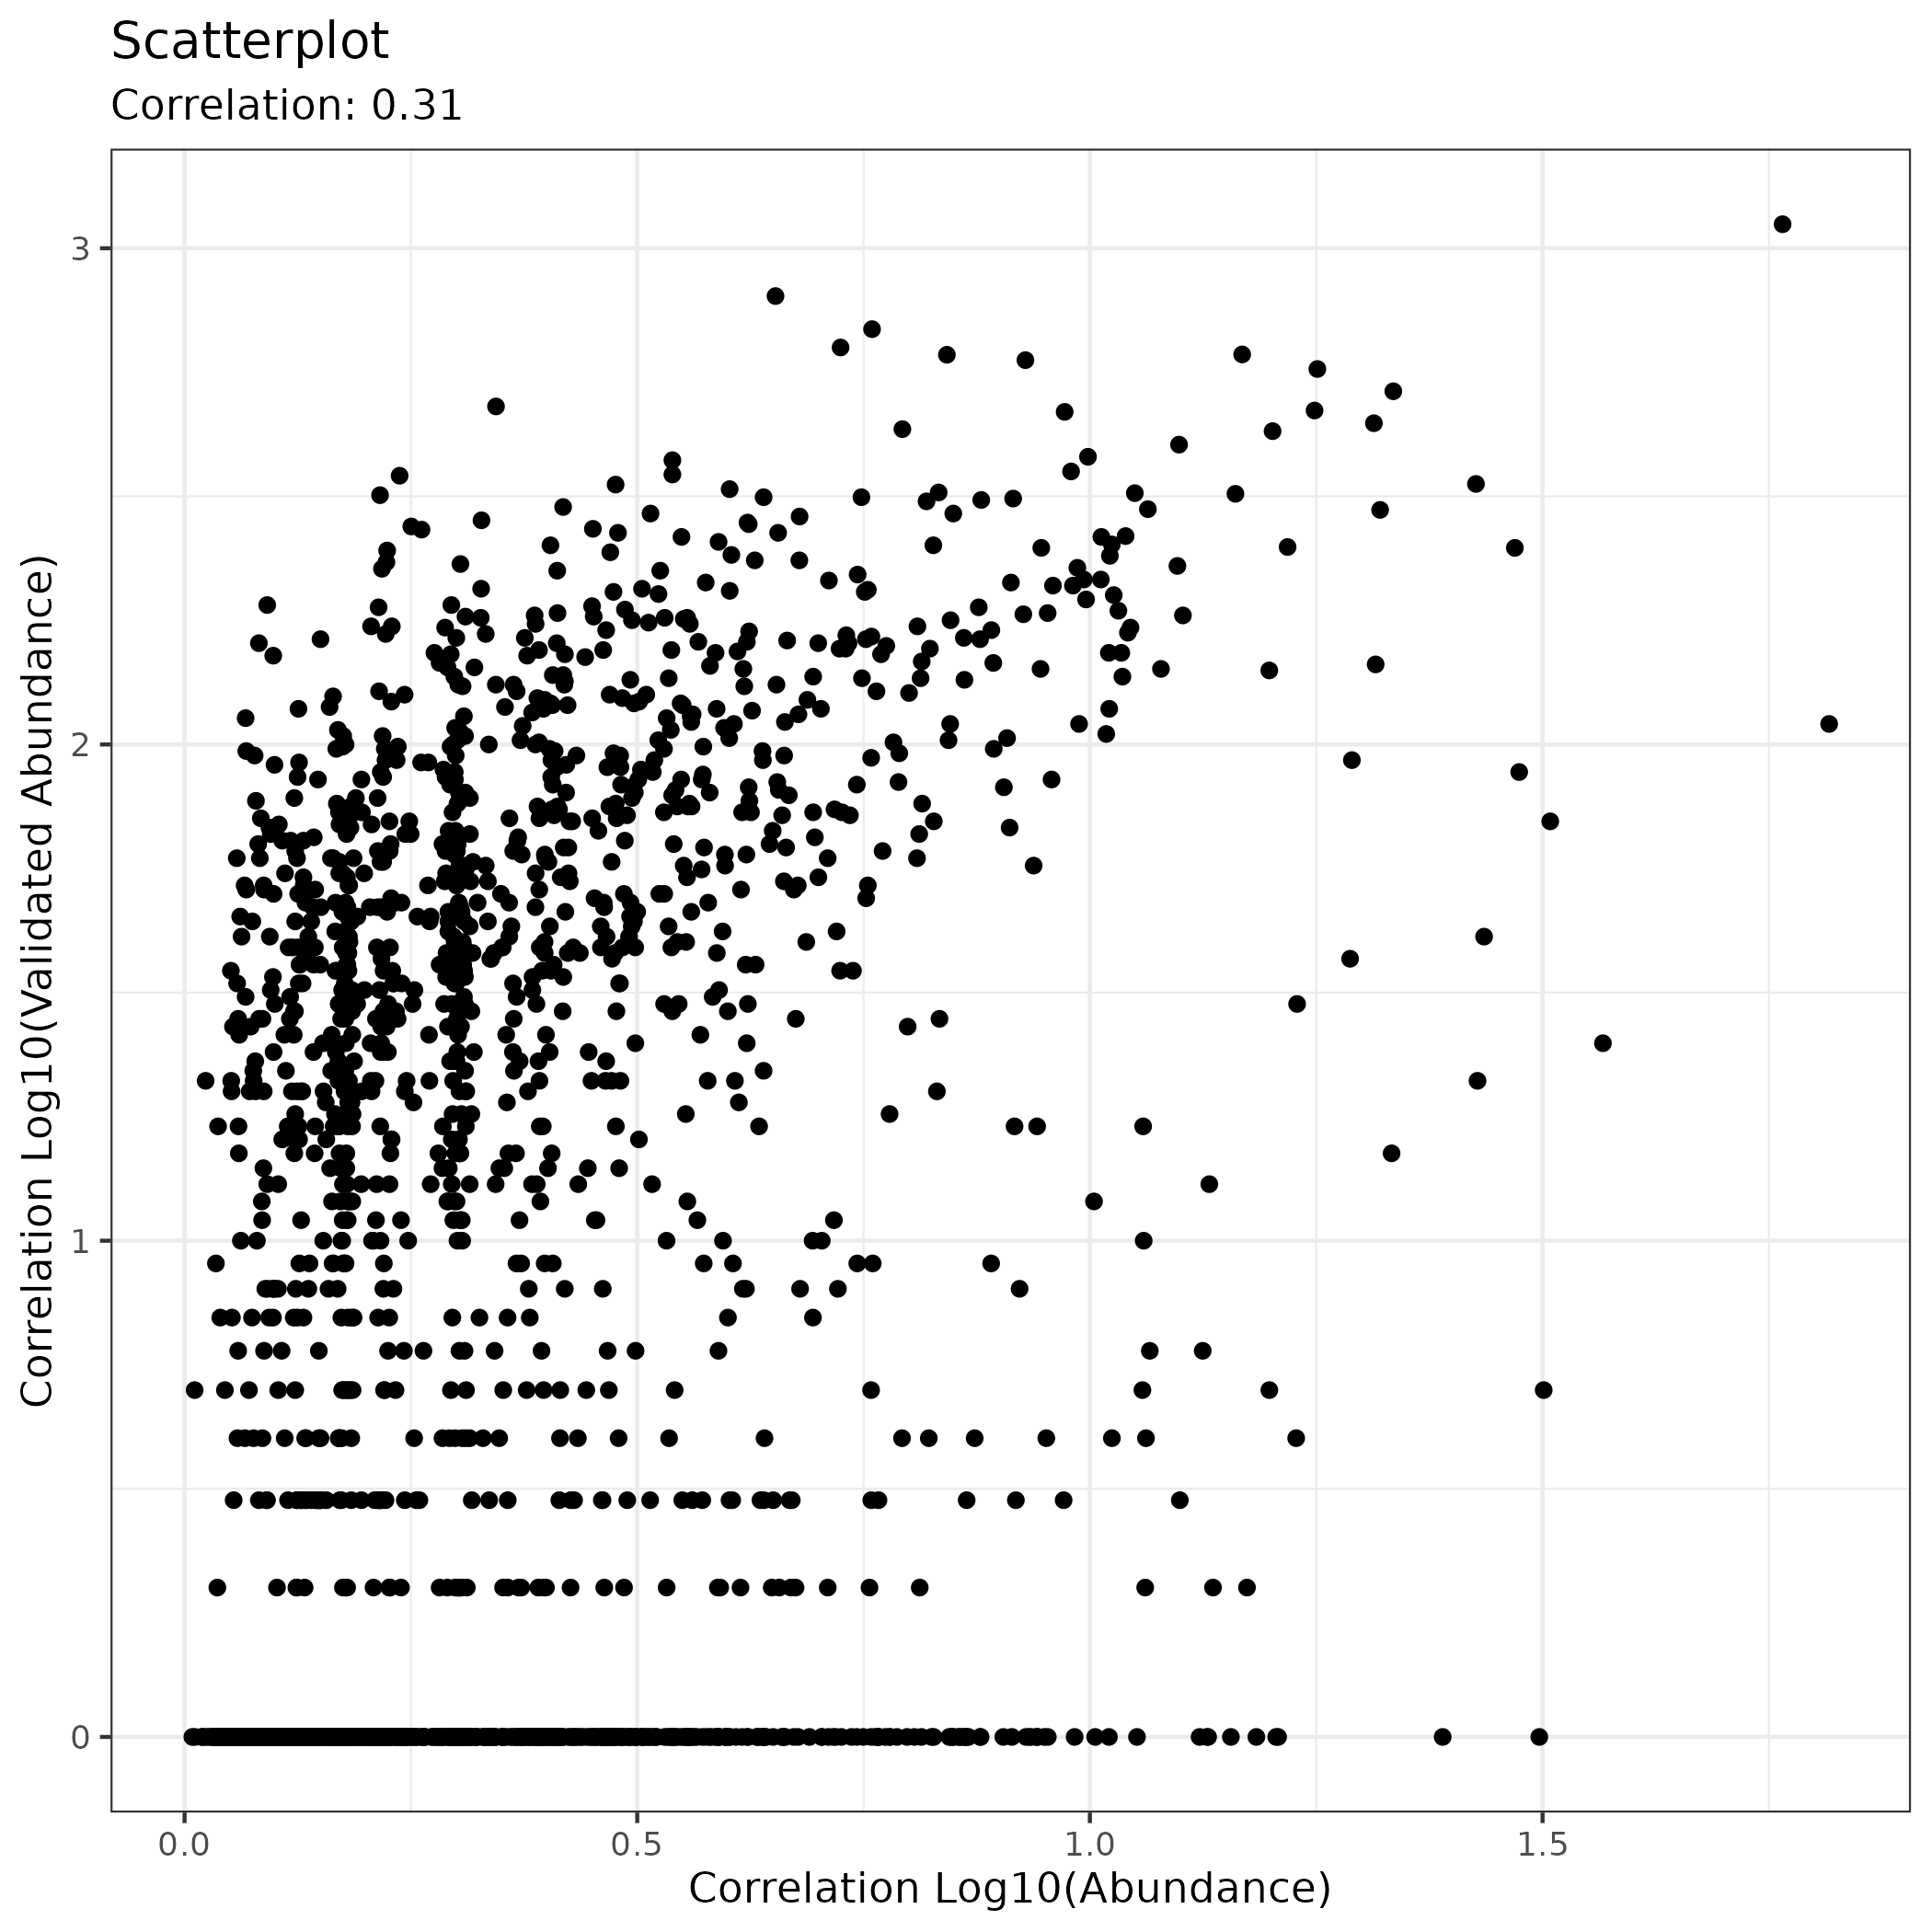 Scatterplot
Correlation: 0.31
3
2
1
0
Correlation Log10(Validated Abundance)
0.0 0.5 1.0 1.5
Correlation Log10(Abundance)